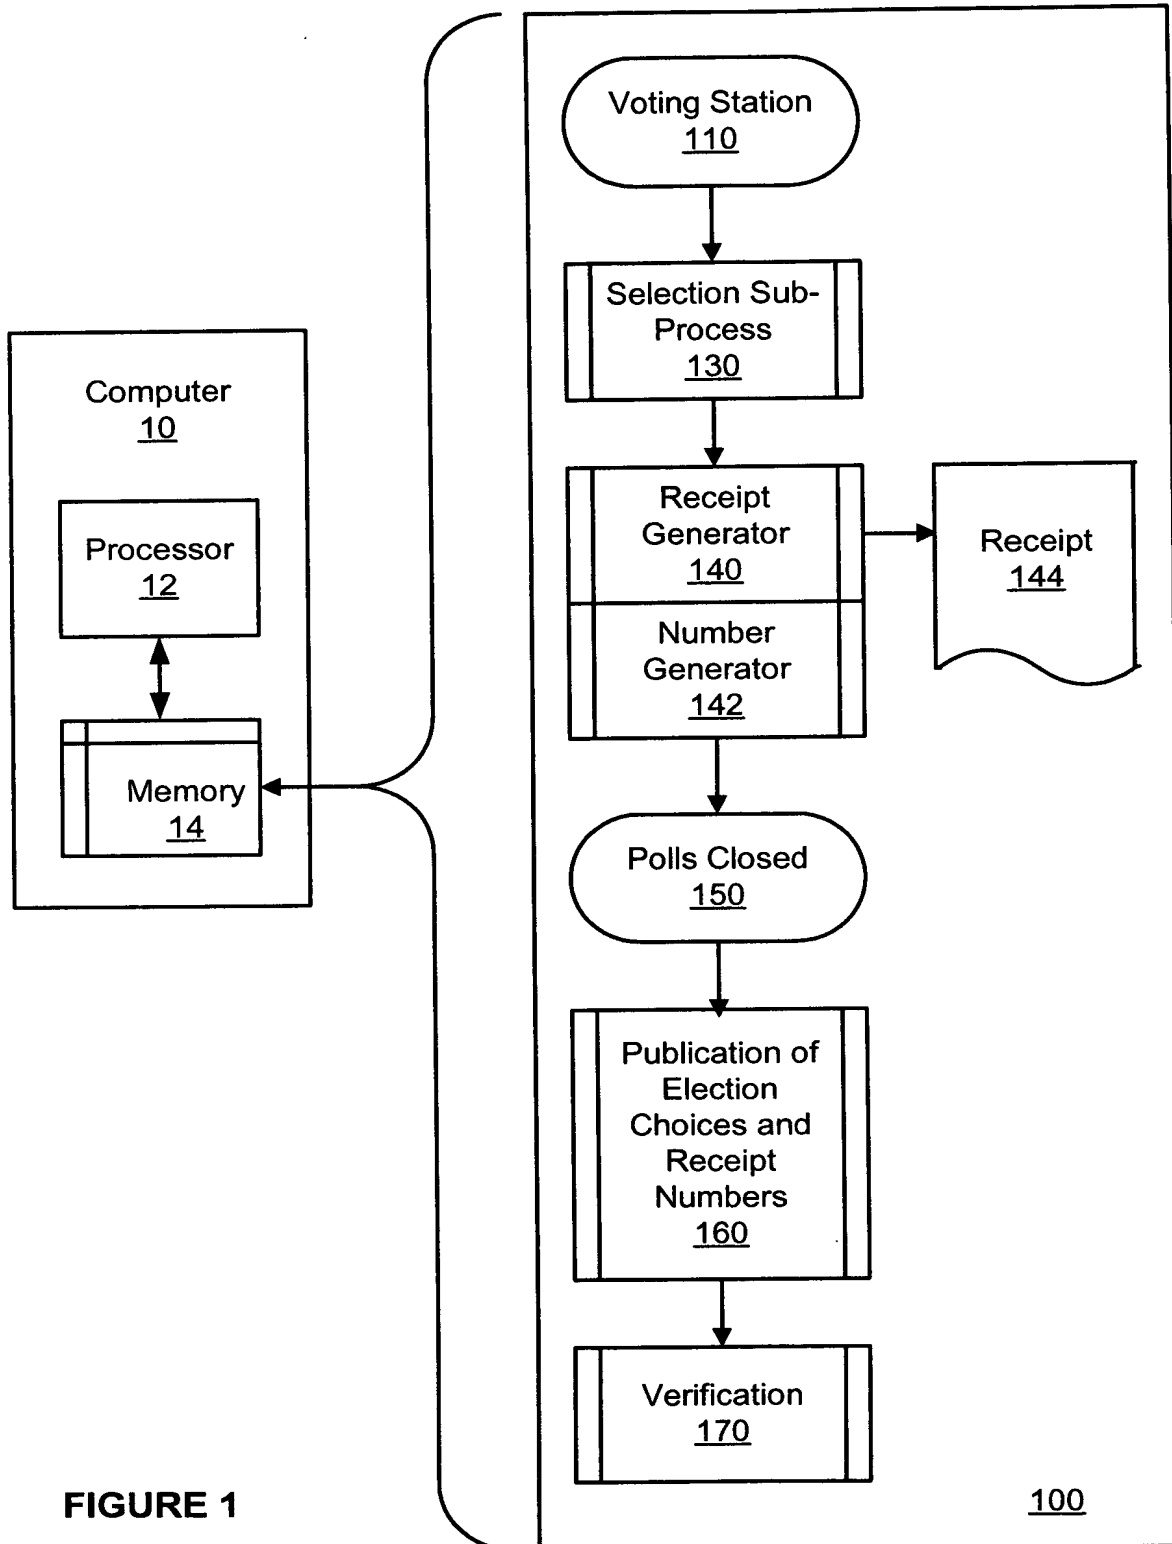 Voting Station
110
Selection Sub-
Process
130
Computer
10
Receipt
Generator
140
Receipt
144
Processor
12
Number
Generator
142
Memory
14
Polls Closed
150
Publication of
Election
Choices and
Receipt
Numbers
160
Verification
170
FIGURE 1
100